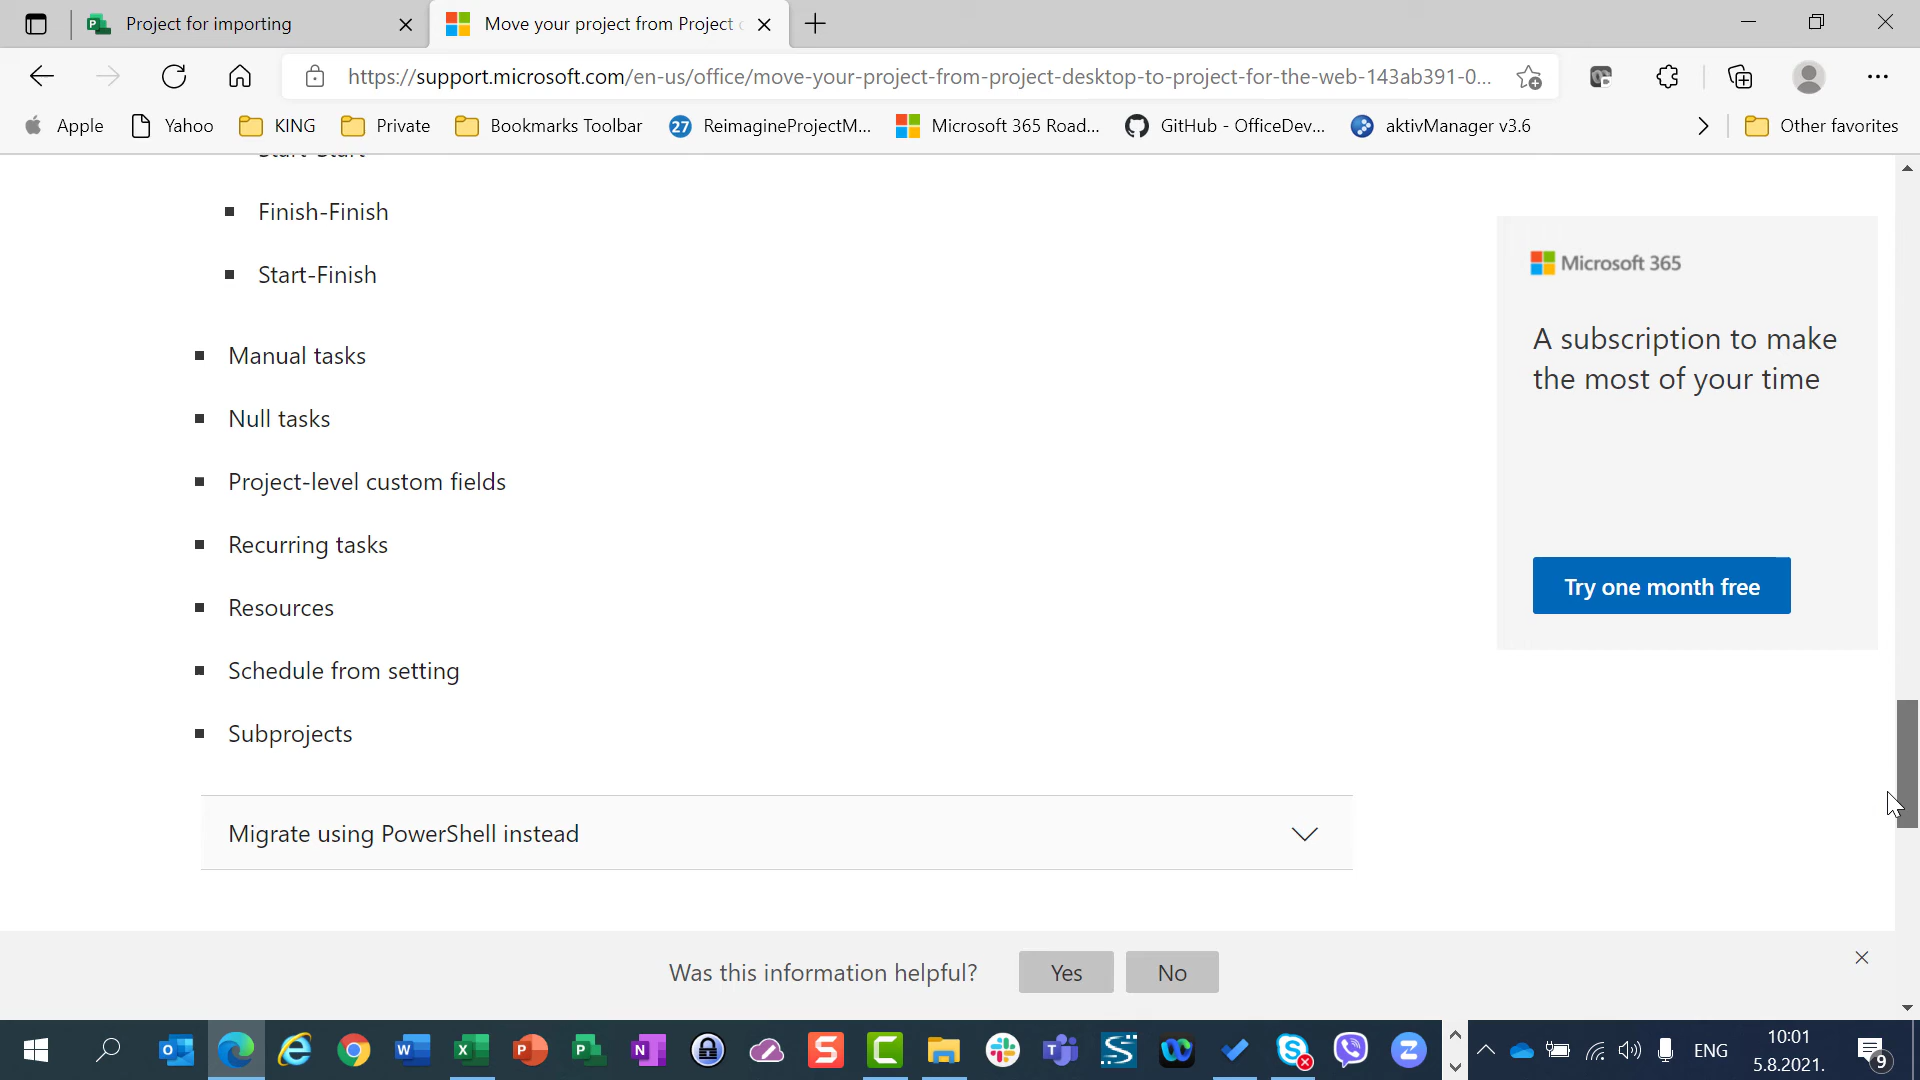 Project for importing
Move your project from Project
https://support.microsoft.com/en-us/office/move-your-project-from-project-desktop-to-project-for-the-web-143ab391-0...
Apple
Yahoo
KING
Private
Bookmarks Toolbar
27
ReimagineProjectM...
Microsoft 365 Road...
GitHub - OfficeDev...
aktivManager v3.6
Other favorites
Start-Start
Finish-Finish
Start-Finish
Manual tasks
Null tasks
Project-level custom fields
Recurring tasks
Resources
Schedule from setting
Subprojects
Migrate using PowerShell instead
Microsoft 365
A subscription to make
the most of your time
Try one month free
Was this information helpful?
Yes
No
ENG
10:01
5.8.2021.
9